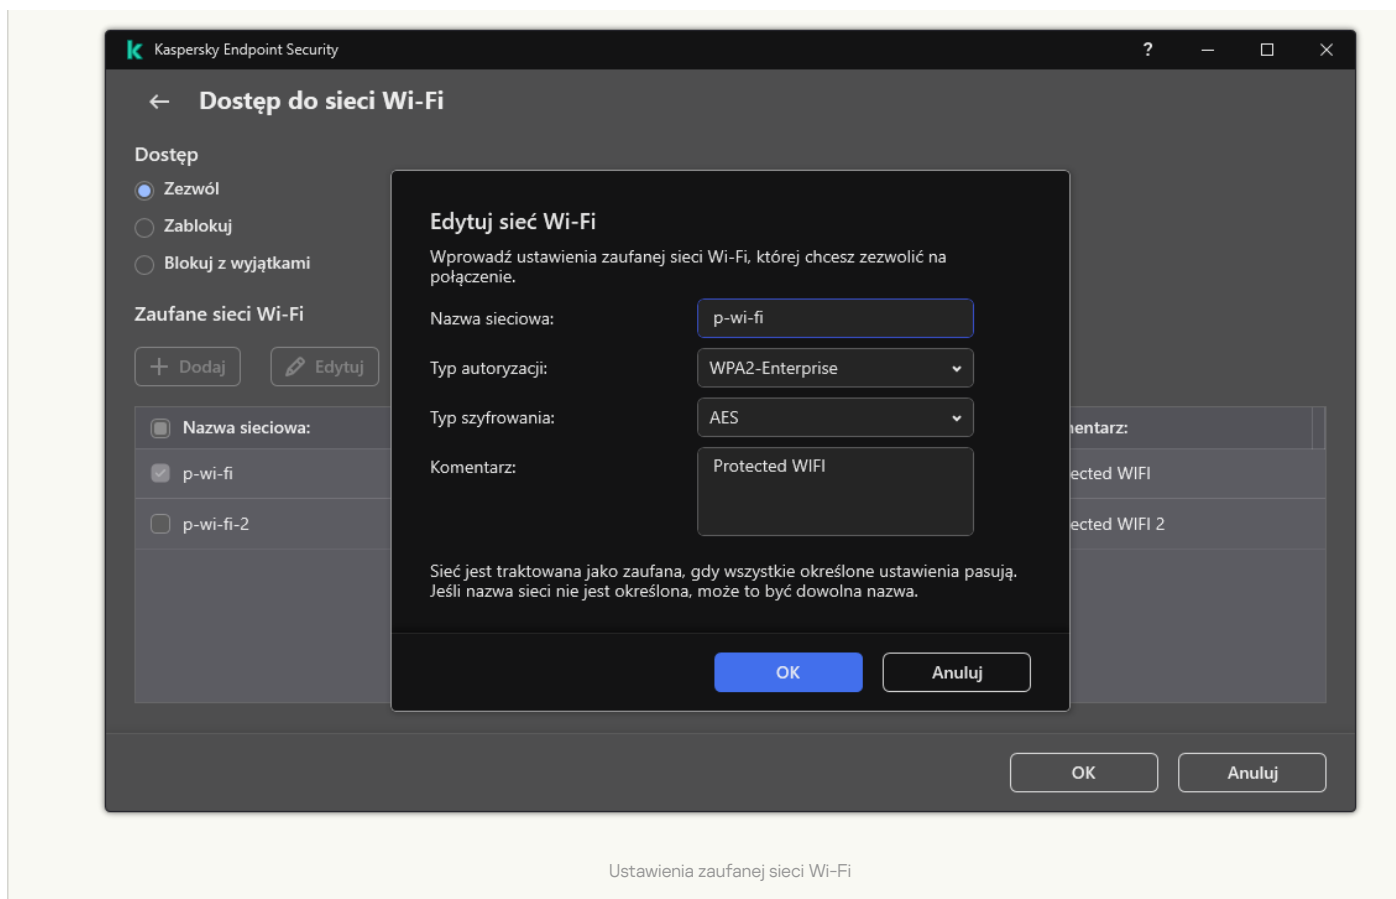 Kaspersky Endpoint Security
?
Dostęp do sieci Wi-Fi
Dostęp
Zezwól
Zablokuj
Blokuj z wyjątkami
Zaufane sieci Wi-Fi
Dodaj
Edytuj
Nazwa sieciowa:
p-wi-fi
p-wi-fi-2
Edytuj sieć Wi-Fi
Wprowadź ustawienia zaufanej sieci Wi-Fi, której chcesz zezwolić na
połączenie.
Nazwa sieciowa: p-wi-fi
Typ autoryzacji: WPA2-Enterprise
Typ szyfrowania: AES
Komentarz: Protected WIFI
Sieć jest traktowana jako zaufana, gdy wszystkie określone ustawienia pasują.
Jeśli nazwa sieci nie jest określona, może to być dowolna nazwa.
OK Anuluj
WIFI
WIFI 2
OK Anuluj
Ustawienia zaufanej sieci Wi-Fi